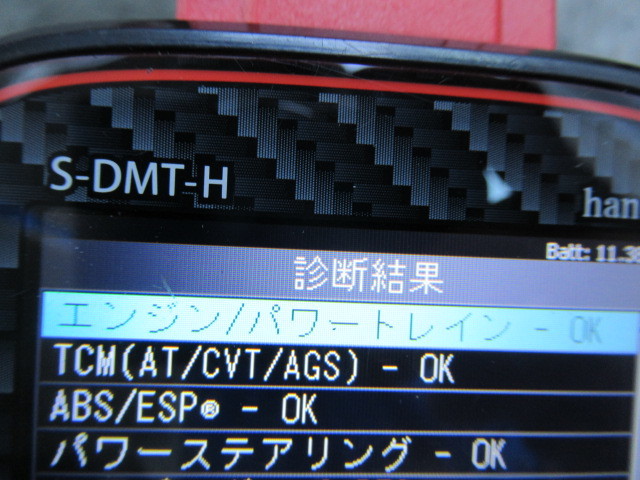 S-DMT-H
han
Batt: 11.38
診断結果
エンジン/パワートレイン - OK
TCM(AT/CVT/AGS) - OK
ABS/ESP® - OK
パワーステアリング - OK